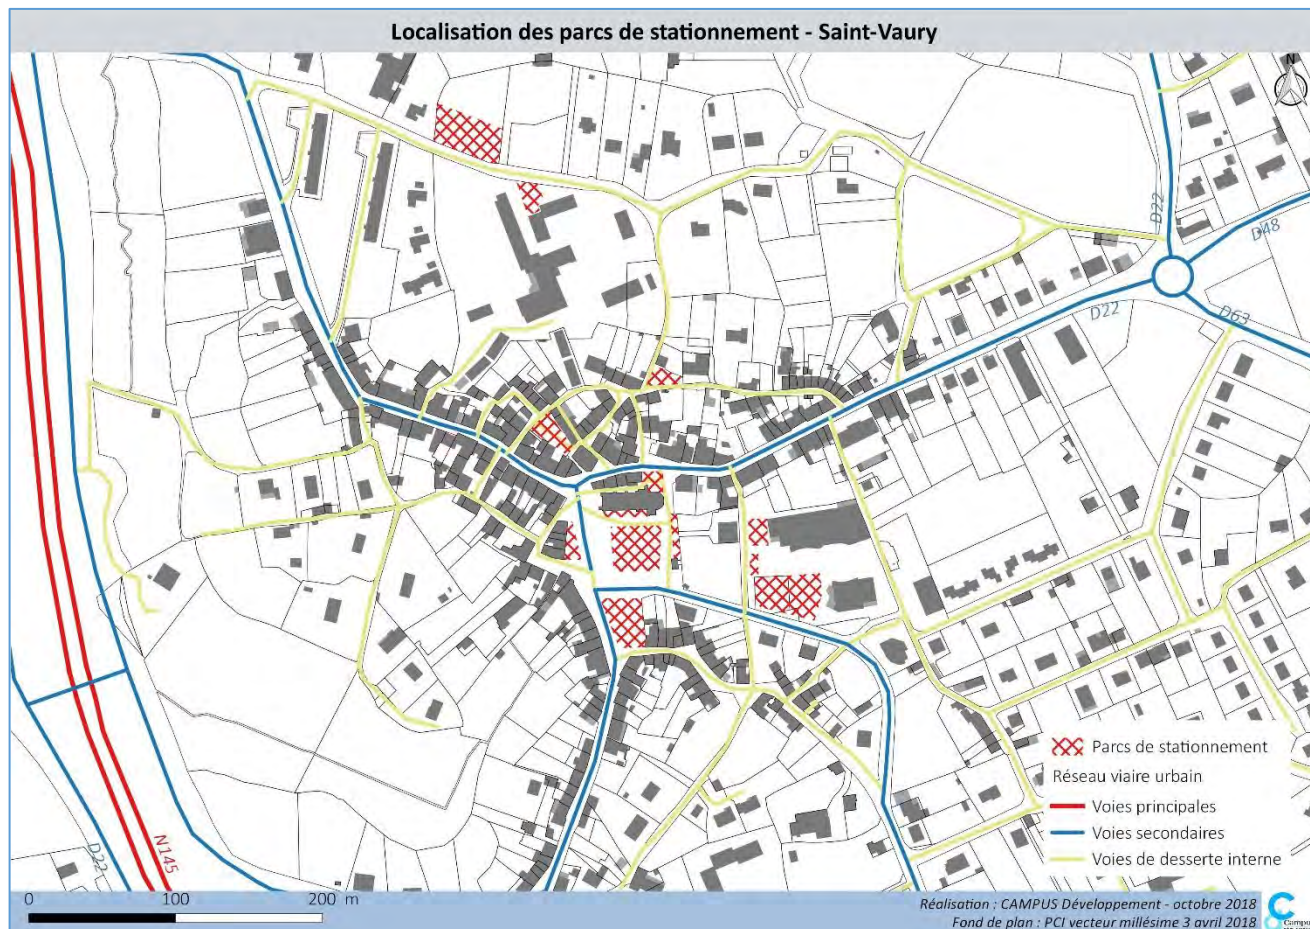 Localisation des parcs de stationnement - Saint-Vaury
N
D22
D48
D22
D63
Parcs de stationnement
Réseau viaire urbain
Voies principales
Voies secondaires
Voies de desserte interne
D22
N145
0 100 200 m
Réalisation : CAMPUS Développement - octobre 2018
Fond de plan : PCI vecteur millésime 3 avril 2018
Campus